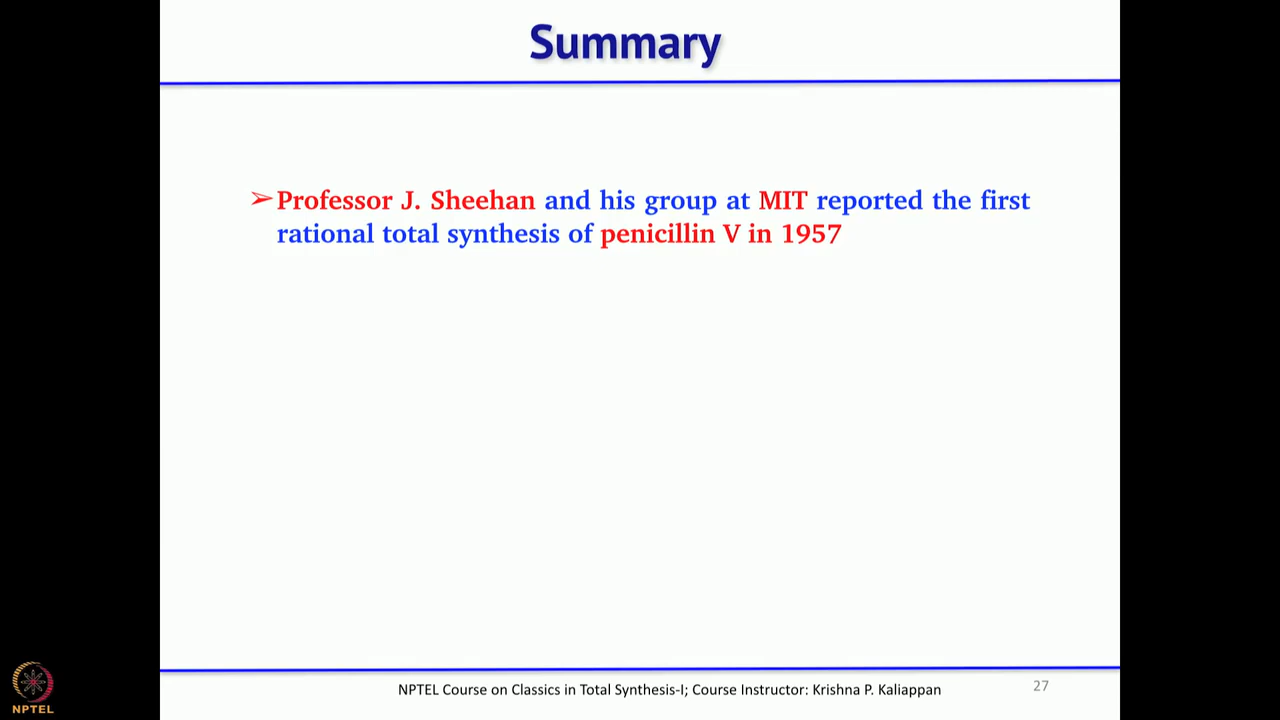 Summary
➢Professor J. Sheehan and his group at MIT reported the first
rational total synthesis of penicillin V in 1957
NPTEL Course on Classics in Total Synthesis-I; Course Instructor: Krishna P. Kaliappan
27
NPTEL